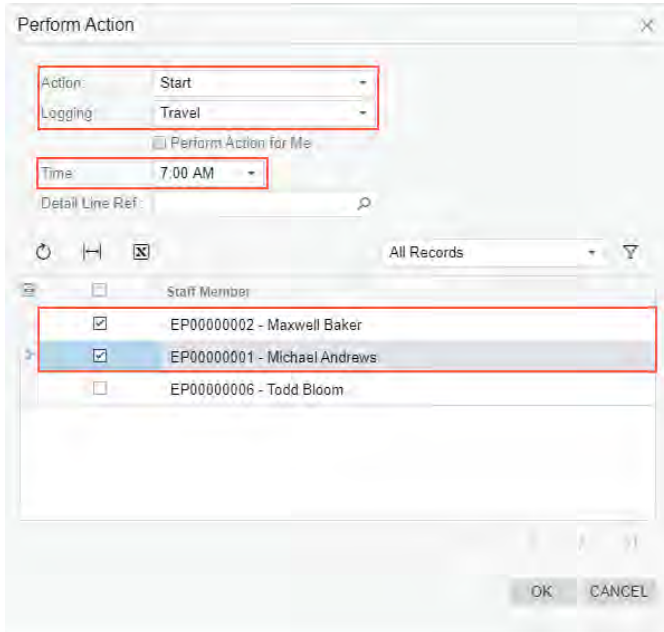 Perform Action
Action: Start
Logging: Travel
Perform Action for Me
Time: 7:00 AM
Detail Line Ref.:
All Records
Staff Member
EP00000002 - Maxwell Baker
EP00000001 - Michael Andrews
EP00000006 - Todd Bloom
OK CANCEL